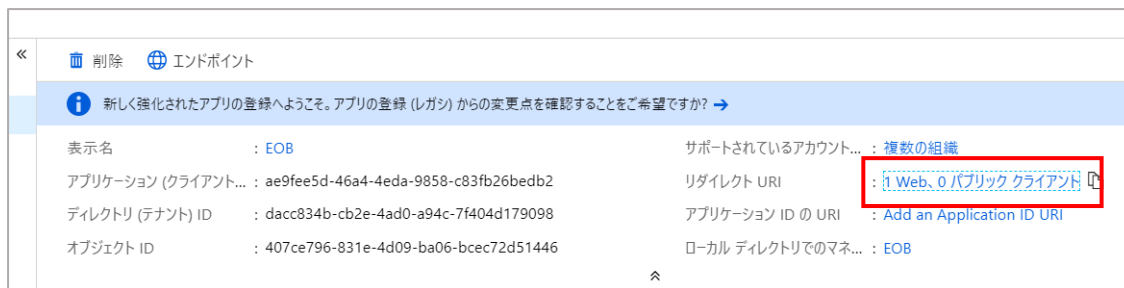 削除 エンドポイント
新しく強化されたアプリの登録へようこそ。アプリの登録 (レガシ) からの変更点を確認することをご希望ですか? →
表示名 : EOB
アプリケーション (クライアント... : ae9fee5d-46a4-4eda-9858-c83fb26bedb2
ディレクトリ (テナント) ID : dacc834b-cb2e-4ad0-a94c-7f404d179098
オブジェクト ID : 407ce796-831e-4d09-ba06-bcec72d51446
サポートされているアカウント... : 複数の組織
リダイレクト URI : 1 Web、0 パブリック クライアント
アプリケーション ID の URI : Add an Application ID URI
ローカル ディレクトリでのマネ... : EOB